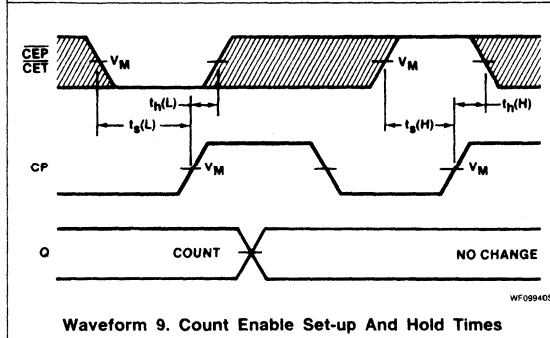 CEP
CET
VM
VM
th(L)
th(H)
ts(L)
ts(H)
CP
VM
VM
Q
COUNT
NO CHANGE
WF09940S
Waveform 9. Count Enable Set-up And Hold Times